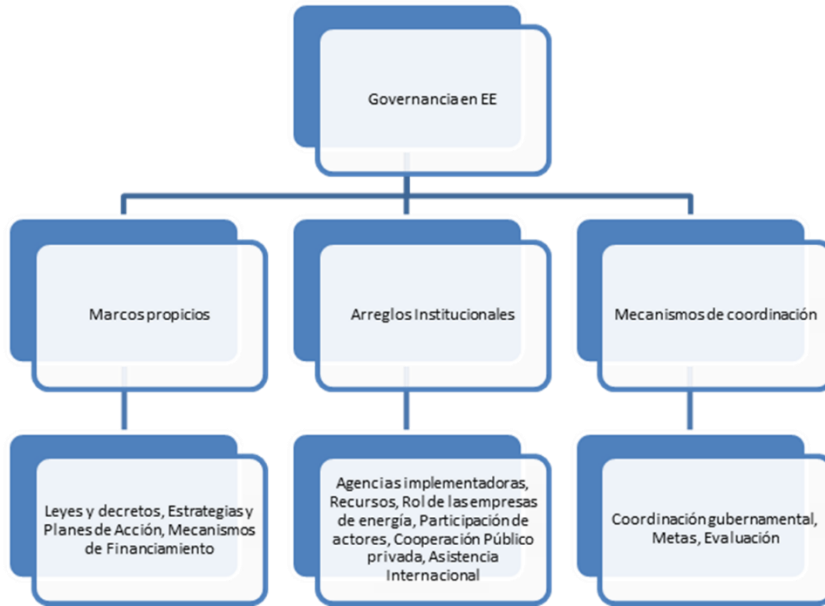 Governancia en EE
Marcos propicios
Arreglos Institucionales
Mecanismos de coordinación
Leyes y decretos, Estrategias y
Planes de Acción, Mecanismos
de Financiamiento
Agencias implementadoras,
Recursos, Rol de las empresas
de energía, Participación de
actores, Cooperación Público
privada, Asistencia
Internacional
Coordinación gubernamental,
Metas, Evaluación